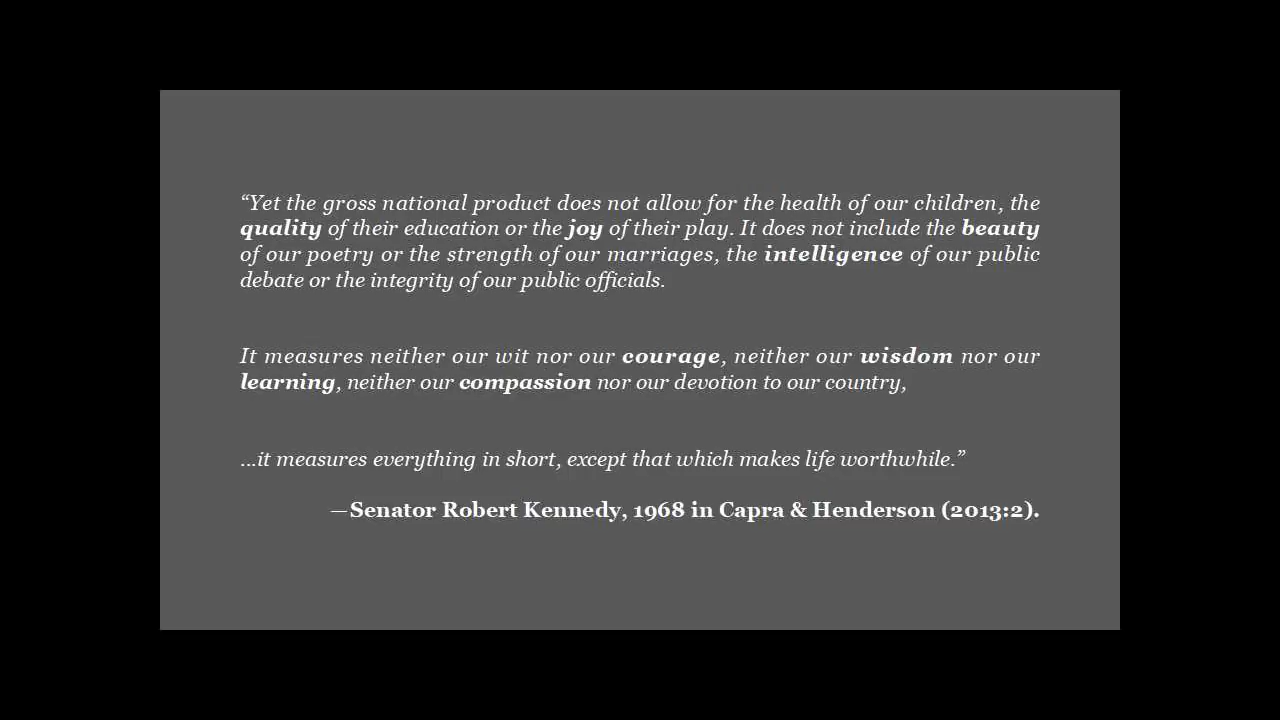 “Yet the gross national product does not allow for the health of our children, the
quality of their education or the joy of their play. It does not include the beauty
of our poetry or the strength of our marriages, the intelligence of our public
debate or the integrity of our public officials.
It measures neither our wit nor our courage, neither our wisdom nor our
learning, neither our compassion nor our devotion to our country,
...it measures everything in short, except that which makes life worthwhile.”
—Senator Robert Kennedy, 1968 in Capra & Henderson (2013:2).